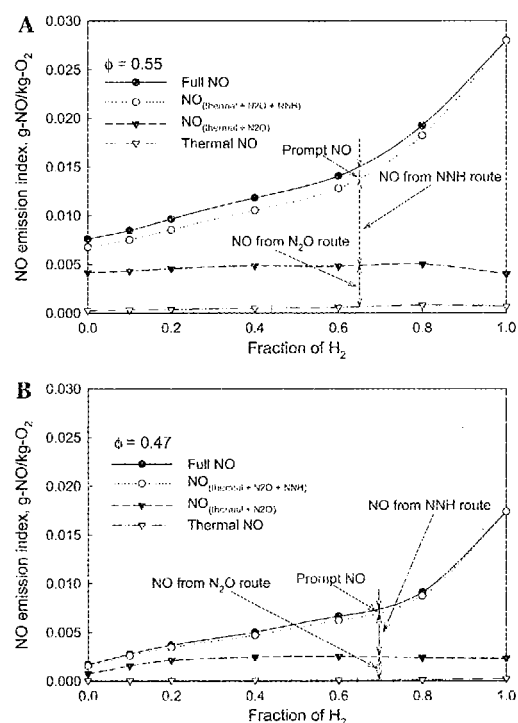 A
NO emission index, g-NO/kg-O₂
0.030
0.025
0.020
0.015
0.010
0.005
0.000
ϕ = 0.55
Full NO
NO(thermal + N2O + NNH)
NO(thermal + N2O)
Thermal NO
Prompt NO
NO from NNH route
NO from N₂O route
0.0 0.2 0.4 0.6 0.8 1.0
Fraction of H₂
B
NO emission index, g-NO/kg-O₂
0.030
0.025
0.020
0.015
0.010
0.005
0.000
ϕ = 0.47
Full NO
NO(thermal + N2O + NNH)
NO(thermal + N2O)
Thermal NO
NO from NNH route
NO from N₂O route
Prompt NO
0.0 0.2 0.4 0.6 0.8 1.0
Fraction of H₂